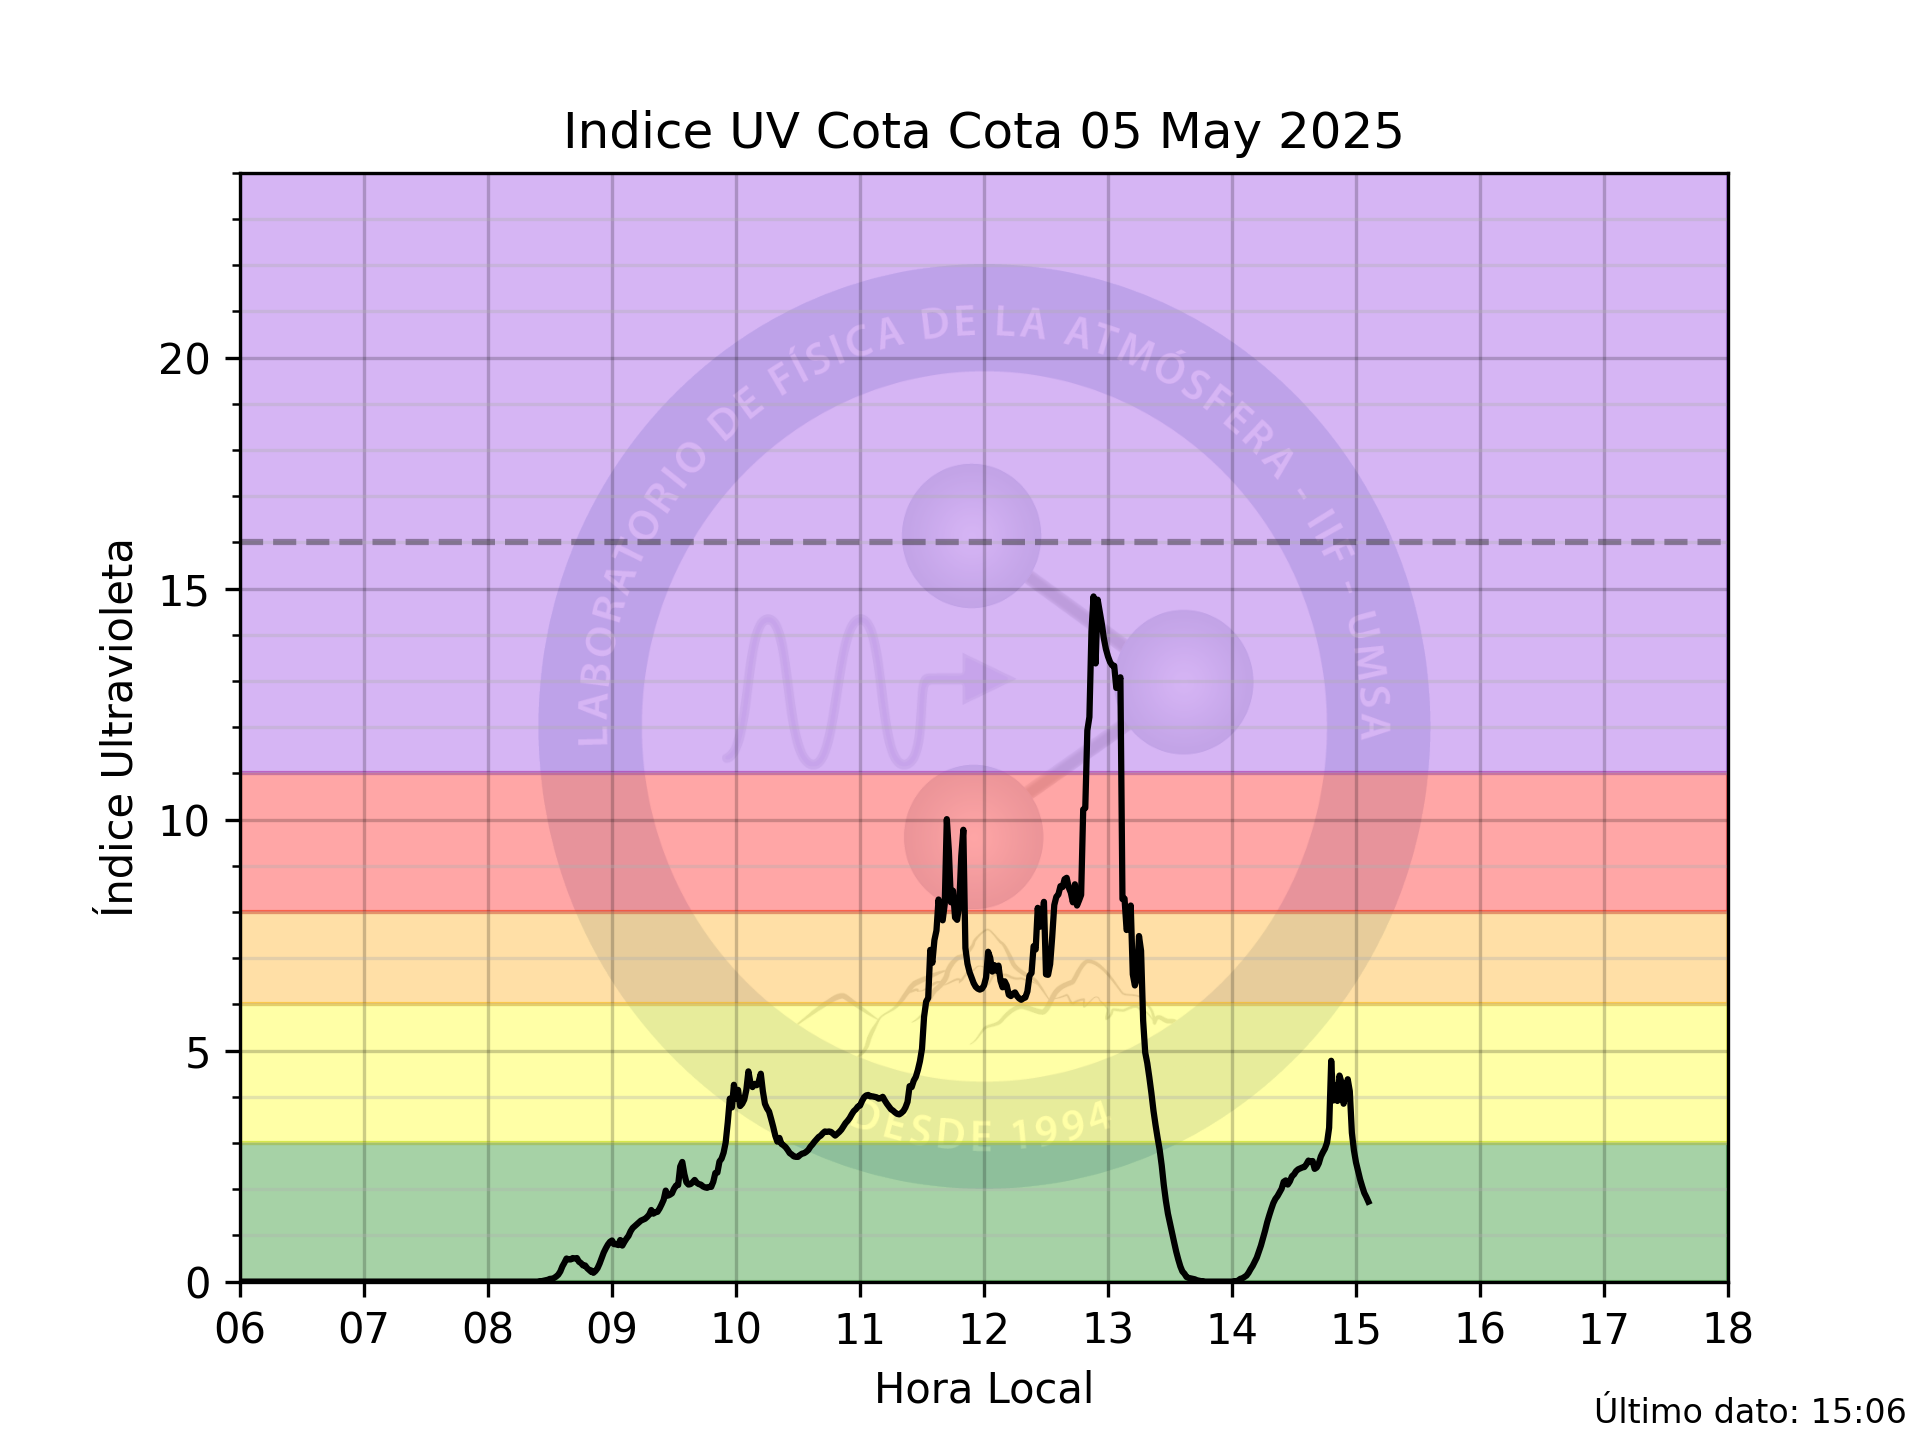 Indice UV Cota Cota 05 May 2025
LABORATORIO DE FÍSICA DE LA ATMÓSFERA - IIF - UMSA
DESDE 1994
Índice Ultravioleta
20
15
10
5
0
06 07 08 09 10 11 12 13 14 15 16 17 18
Hora Local
Último dato: 15:06